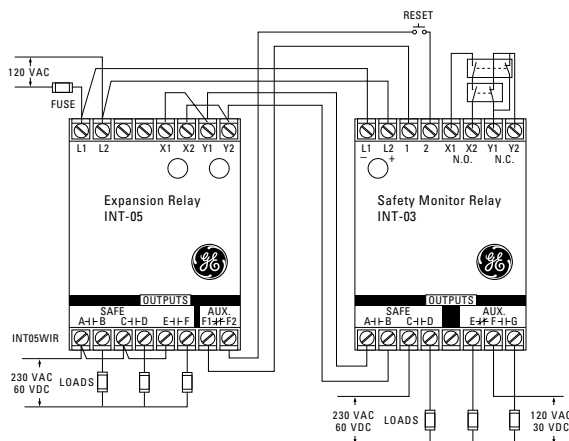 RESET
120 VAC
FUSE
L1 L2 X1 X2 Y1 Y2
Expansion Relay
INT-05
GE
OUTPUTS
SAFE AUX.
A B C D E F F1 F2
INT05WIR
230 VAC
60 VDC
LOADS
L1 L2 1 2 X1 X2 Y1 Y2
– + N.O. N.C.
Safety Monitor Relay
INT-03
GE
OUTPUTS
SAFE AUX.
A B C D E F G
230 VAC
60 VDC
LOADS
120 VAC
30 VDC